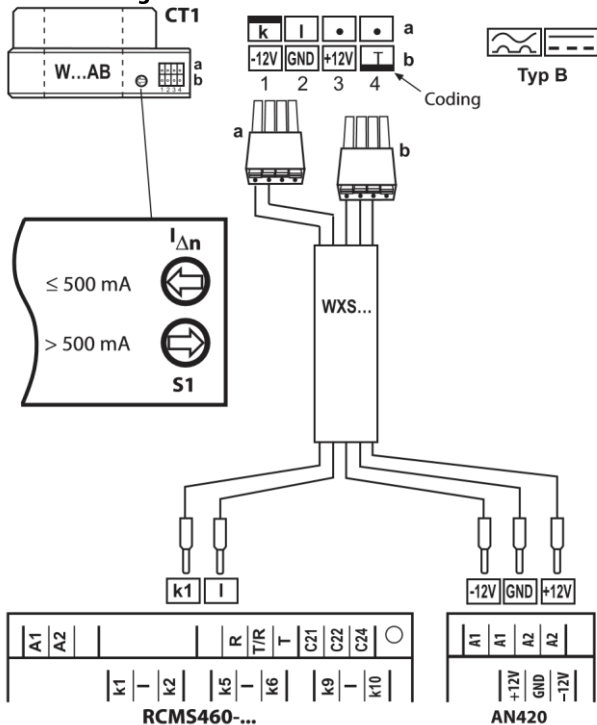 CT1
W...AB
a
b
1 2 3 4
k l • • a
-12V GND +12V T b
1 2 3 4
Coding
Typ B
a
b
I∆n
≤ 500 mA
> 500 mA
S1
WXS...
k1 l
-12V GND +12V
A1 A2 R T/R T C21 C22 C24
k1 l k2 k5 l k6 k9 l k10
RCMS460-...
A1 A1 A2 A2
+12V GND -12V
AN420